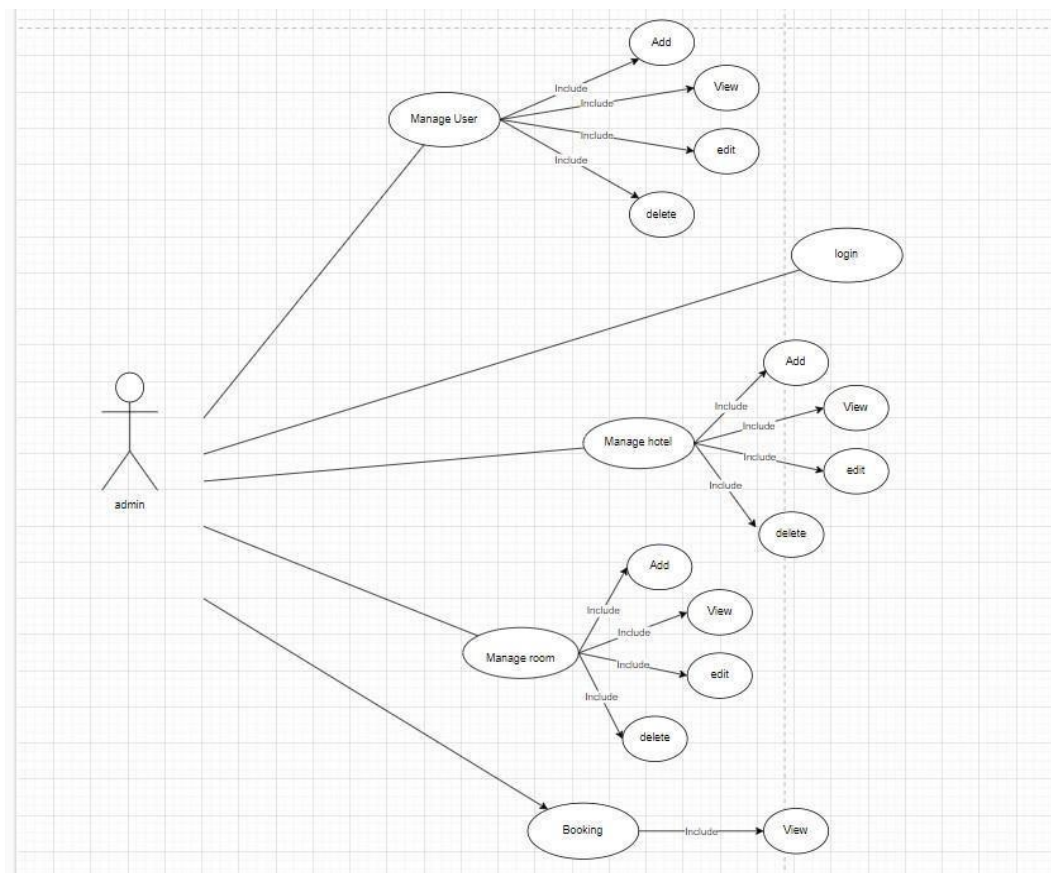 Add
Include
View
Include
Manage User
Include
edit
Include
delete
login
Add
Include
View
Include
Manage hotel
Include
edit
Include
delete
admin
Add
Include
View
Include
Manage room
Include
edit
Include
delete
Booking
Include
View